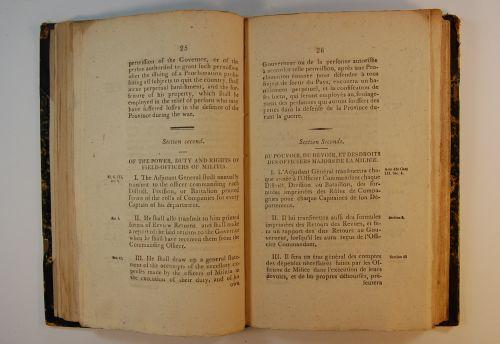 25
permission of the Governor, or of the
person authorized to grant such permission
after the issuing of a Proclamation prohi-
biting all subjects to quit the country, shall
incur perpetual banishment, and the for-
feiture of his property, which shall be
employed in the relief of persons who may
have suffered losses in the defence of the
Province during the war.
Section second.
OF THE POWER, DUTY AND RIGHTS OF
FIELD-OFFICERS OF MILITIA.
I. The Adjutant General shall annually
transmit to the officer commanding each
District, Division, or Battalion printed
forms of the rolls of Companies for every
Captain of his department.
II. He shall also transmit to him printed
forms of Review Returns and shall make
a report of the said returns to the Governor
when he shall have received them from the
Commanding Officer.
III. He shall draw up a general state-
ment of the accounts of the necessary ex-
penses made by the officers of Militia in
the execution of their duty, and of his
own
26
Gouverneur ou de la personne autorisée
à accorder telle permission, après une Pro-
clamation émanée pour défendre à tous
sujets de sortir du Pays, encourra un ban-
nissement perpétuel, et la confiscation de
ses biens, qui seront employés au soulage-
ment des personnes qui auront souffert des
pertes dans la défense de la Province du-
rant la guerre.
Section Seconde.
DU POUVOIR, DU DEVOIR, ET DES DROITS
DES OFFICIERS MAJORS DE LA MILICE.
I. L'Adjudant Général transmettra cha-
que année à l'Officier Commandant chaque
District, Division ou Bataillon, des for-
mules imprimées des Rôles de Compa-
gnies pour chaque Capitaine de son Dé-
partement.
II. Il lui transmettra aussi des formules
imprimées des Retours des Revues, et fe-
ra un rapport des dits Retours au Gou-
verneur, lorsqu'il les aura reçus de l'Offi-
cier Commandant.
Section II.
III. Il fera un état général des comptes
des dépenses nécessaires faites par les Of-
ficiers de Milice dans l'exécution de leurs
devoirs, et de ses propres débourrés, pré-
sentera
Section III